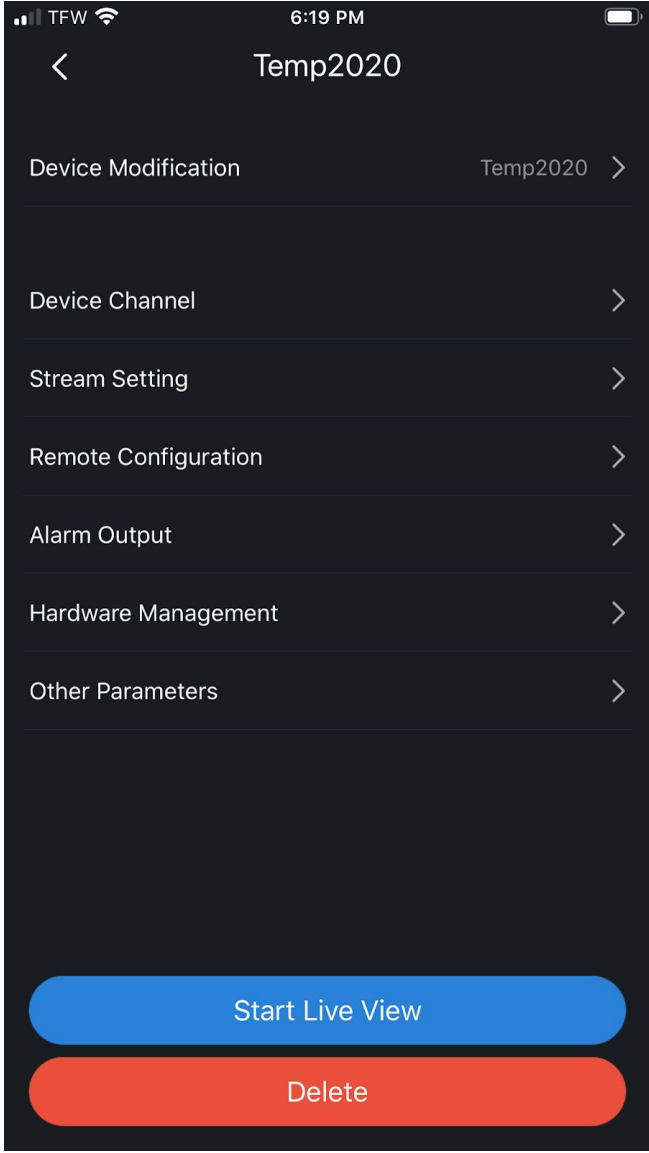 TFW 6:19 PM
Temp2020
Device Modification Temp2020
Device Channel
Stream Setting
Remote Configuration
Alarm Output
Hardware Management
Other Parameters
Start Live View
Delete